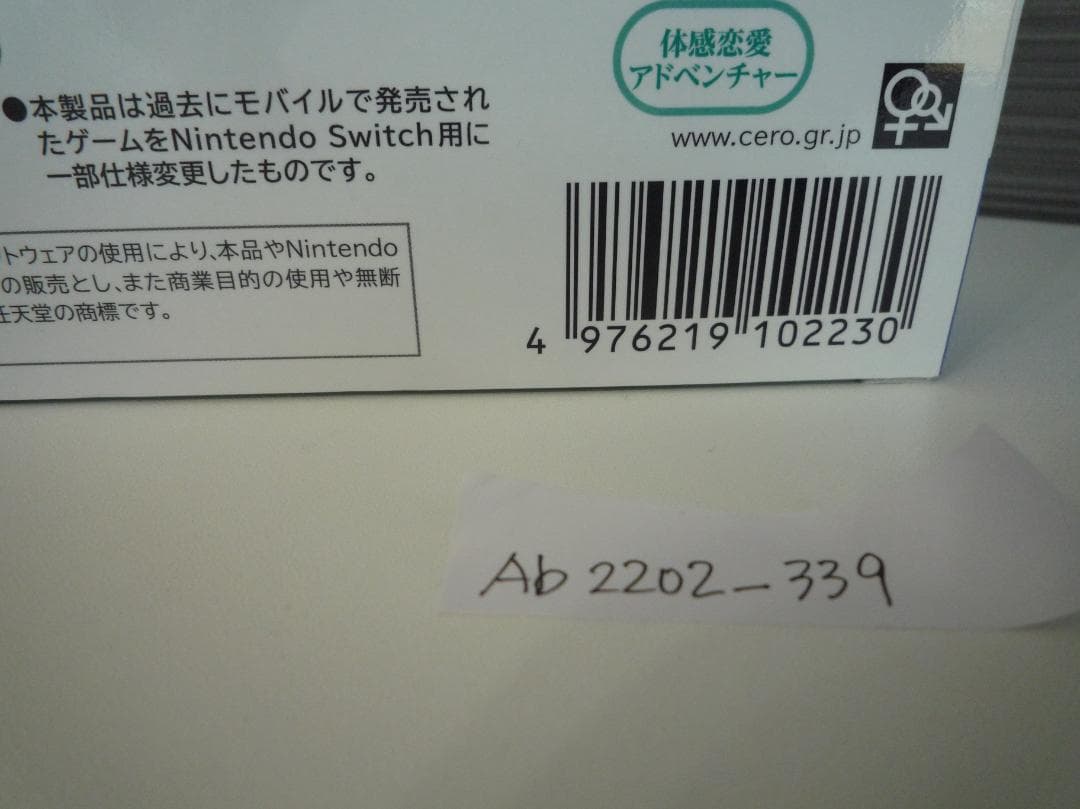 体感恋愛
アドベンチャー
www.cero.gr.jp
●本製品は過去にモバイルで発売され
たゲームをNintendo Switch用に
一部仕様変更したものです。
トウェアの使用により、本品やNintendo
の販売とし、また商業目的の使用や無断
任天堂の商標です。
4 976219 102230
Ab2202-339